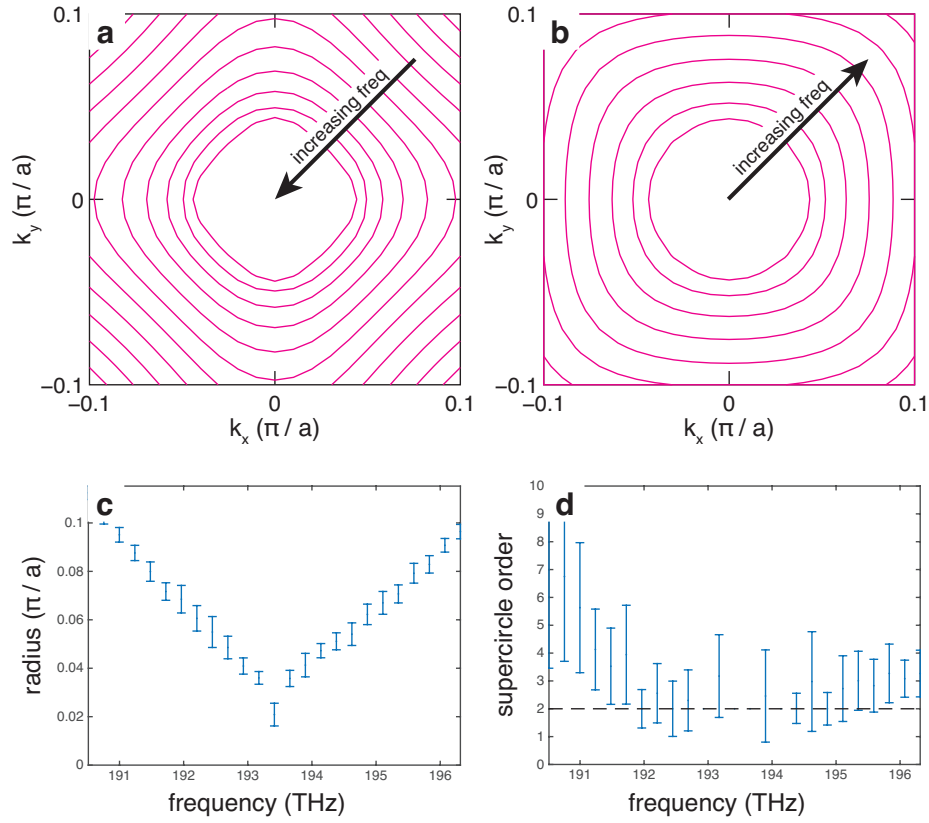 a
0.1
0
−0.1
k_y (π / a)
increasing freq
−0.1
0
0.1
k_x (π / a)
b
0.1
0
−0.1
k_y (π / a)
increasing freq
−0.1
0
0.1
k_x (π / a)
c
0.1
0.08
0.06
0.04
0.02
0
radius (π / a)
191
192
193
194
195
196
frequency (THz)
d
10
9
8
7
6
5
4
3
2
1
0
supercircle order
191
192
193
194
195
196
frequency (THz)